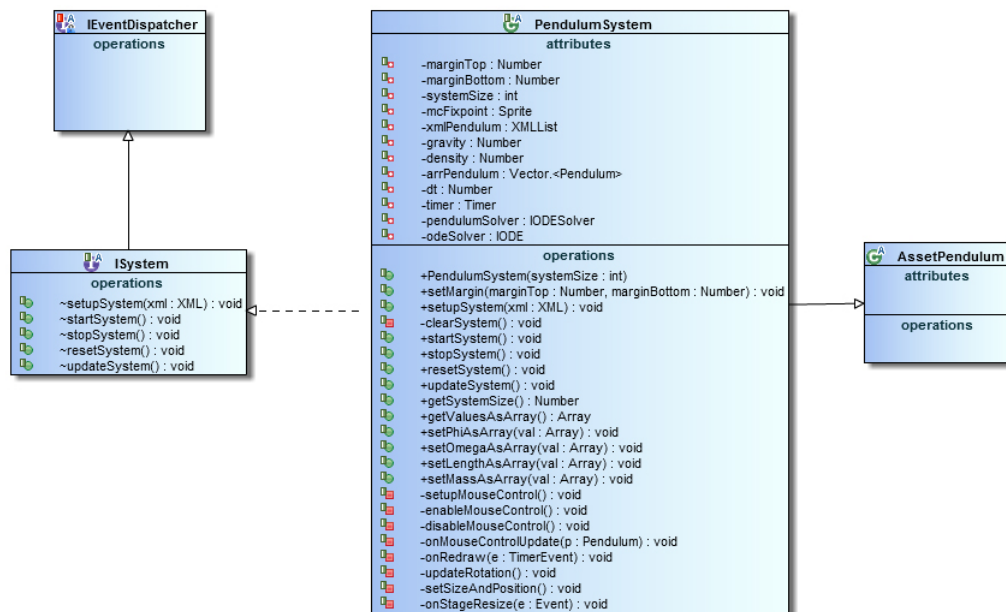 IEventDispatcher
operations
PendulumSystem
attributes
-marginTop : Number
-marginBottom : Number
-systemSize : int
-mcFixpoint : Sprite
-xmlPendulum : XMLList
-gravity : Number
-density : Number
-arrPendulum : Vector.<Pendulum>
-dt : Number
-timer : Timer
-pendulumSolver : IODESolver
-odeSolver : IODE
operations
+PendulumSystem(systemSize : int)
+setMargin(marginTop : Number, marginBottom : Number) : void
+setupSystem(xml : XML) : void
-clearSystem() : void
+startSystem() : void
+stopSystem() : void
+resetSystem() : void
+updateSystem() : void
+getSystemSize() : Number
+getValuesAsArray() : Array
+setPhiAsArray(val : Array) : void
+setOmegaAsArray(val : Array) : void
+setLengthAsArray(val : Array) : void
+setMassAsArray(val : Array) : void
-setupMouseControl() : void
-enableMouseControl() : void
-disableMouseControl() : void
-onMouseControlUpdate(p : Pendulum) : void
-onRedraw(e : TimerEvent) : void
-updateRotation() : void
-setSizeAndPosition() : void
-onStageResize(e : Event) : void
ISystem
operations
~setupSystem(xml : XML) : void
~startSystem() : void
~stopSystem() : void
~resetSystem() : void
~updateSystem() : void
AssetPendulum
attributes
operations